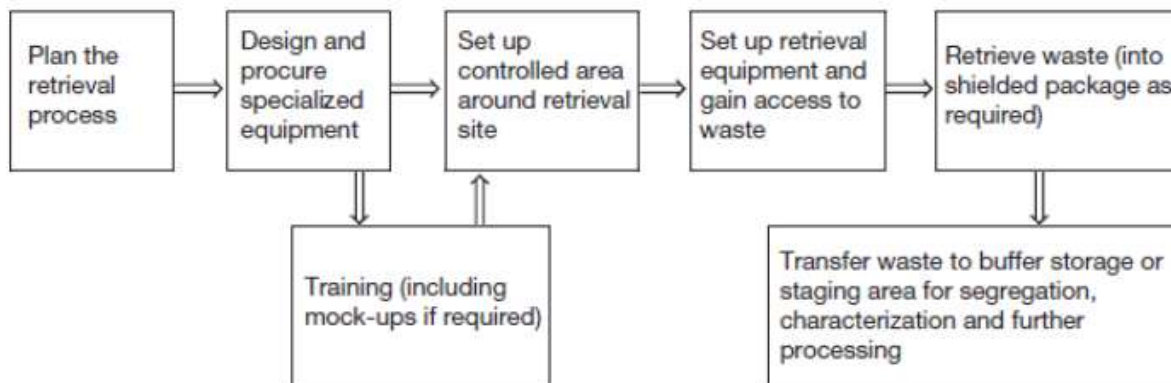 Plan the
retrieval
process
Design and
procure
specialized
equipment
Set up
controlled area
around retrieval
site
Set up retrieval
equipment and
gain access to
waste
Retrieve waste (into
shielded package as
required)
Training (including
mock-ups if required)
Transfer waste to buffer storage or
staging area for segregation,
characterization and further
processing